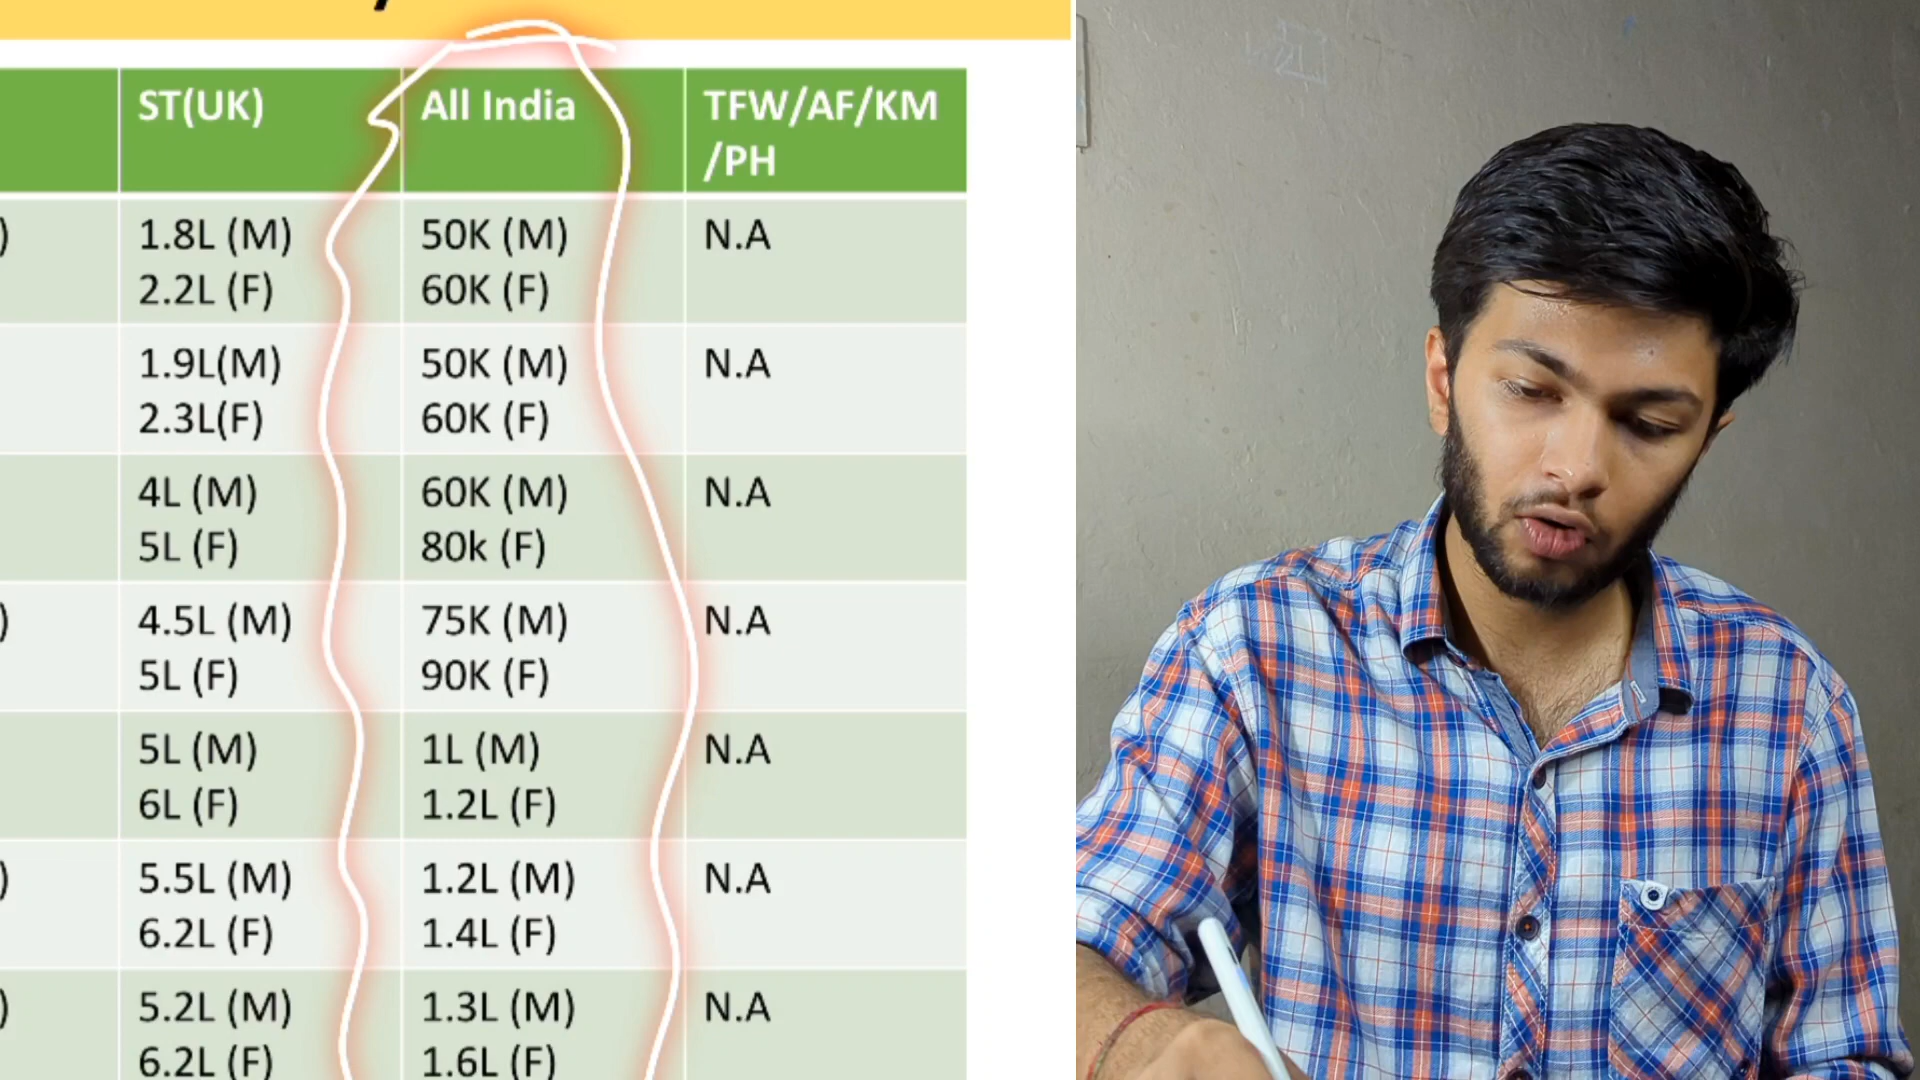 ST(UK) All India TFW/AF/KM
/PH
) 1.8L (M) 50K (M) N.A
2.2L (F) 60K (F)
1.9L(M) 50K (M) N.A
2.3L(F) 60K (F)
4L (M) 60K (M) N.A
5L (F) 80k (F)
) 4.5L (M) 75K (M) N.A
5L (F) 90K (F)
5L (M) 1L (M) N.A
6L (F) 1.2L (F)
) 5.5L (M) 1.2L (M) N.A
6.2L (F) 1.4L (F)
) 5.2L (M) 1.3L (M) N.A
6.2L (F) 1.6L (F)